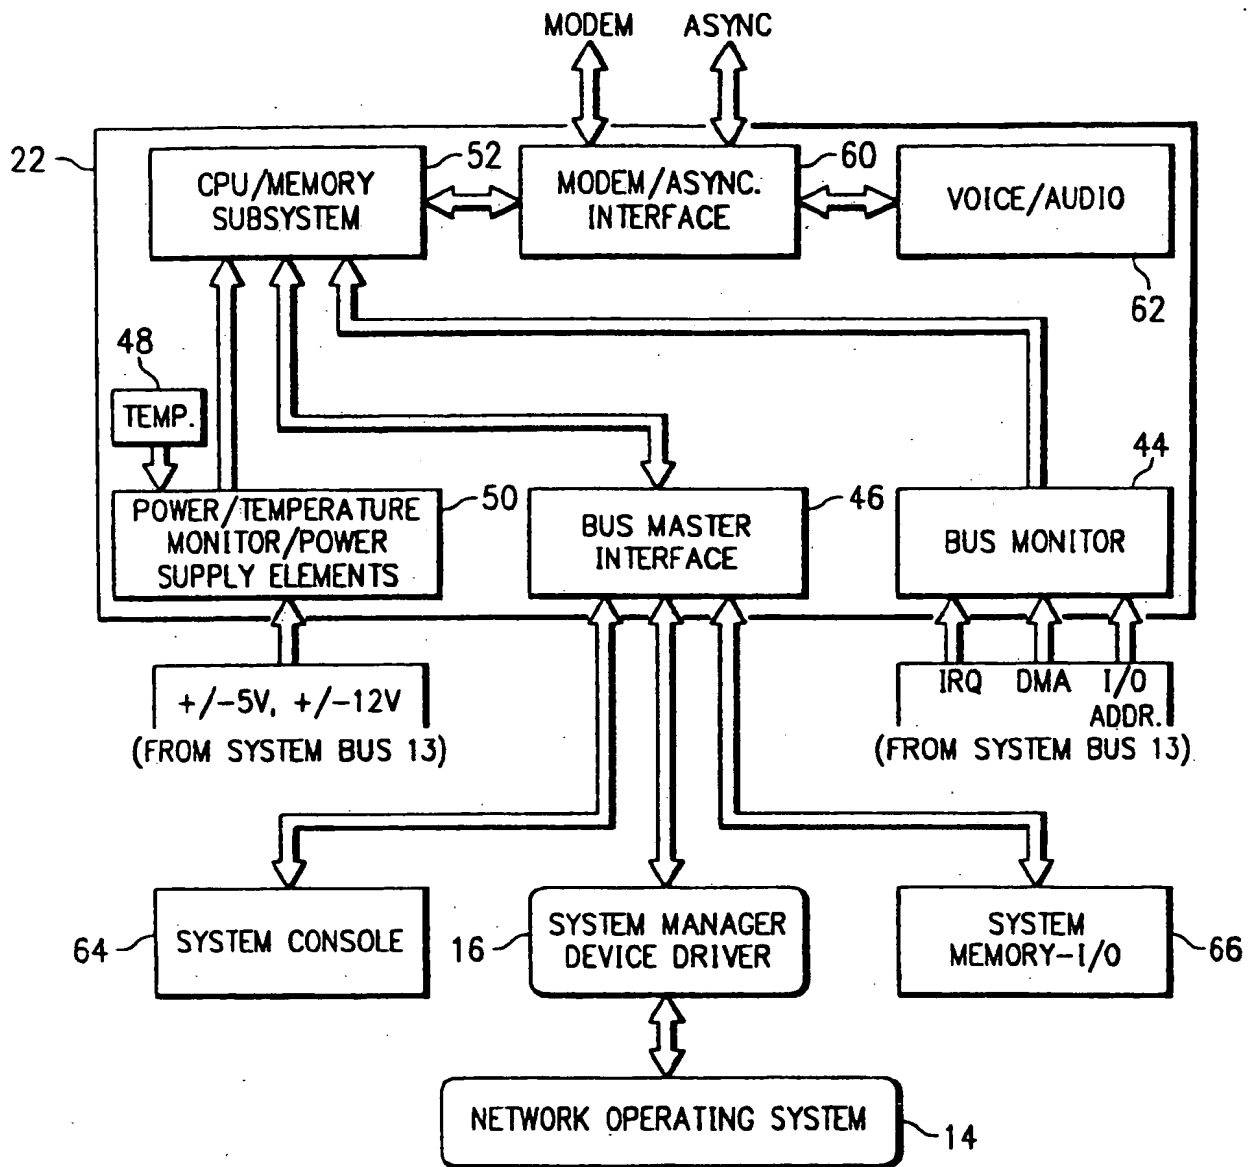 MODEM ASYNC
22
52
60
CPU/MEMORY
SUBSYSTEM
MODEM/ASYNC.
INTERFACE
VOICE/AUDIO
62
48
TEMP.
44
POWER/TEMPERATURE
MONITOR/POWER
SUPPLY ELEMENTS
50
BUS MASTER
INTERFACE
46
BUS MONITOR
+/-5V, +/-12V
(FROM SYSTEM BUS 13)
IRQ DMA I/O
ADDR.
(FROM SYSTEM BUS 13)
64
SYSTEM CONSOLE
16
SYSTEM MANAGER
DEVICE DRIVER
SYSTEM
MEMORY-I/O
66
NETWORK OPERATING SYSTEM
14